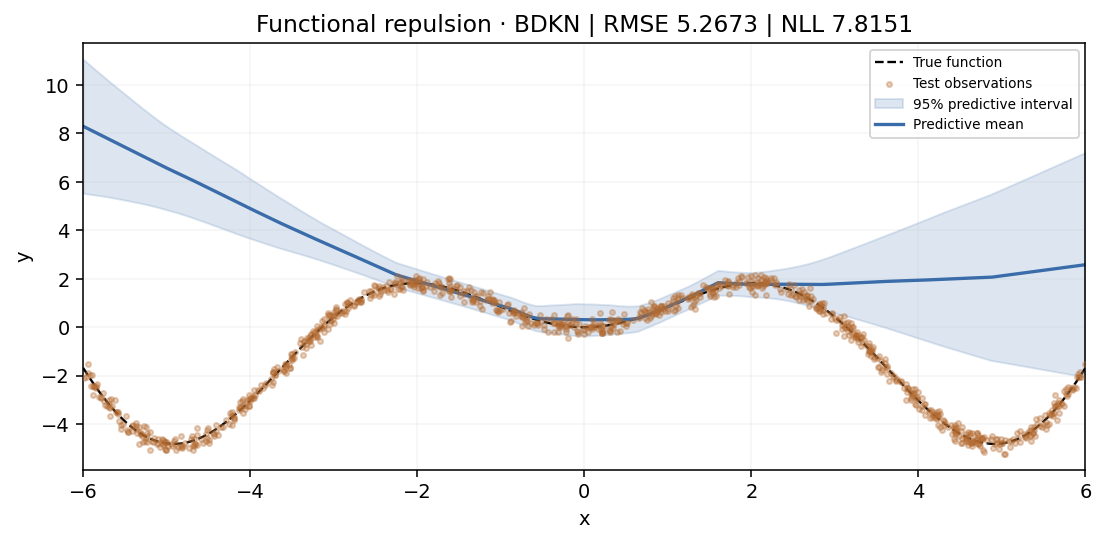 Functional repulsion · BDKN | RMSE 5.2673 | NLL 7.8151
True function
Test observations
95% predictive interval
Predictive mean
y
10
8
6
4
2
0
−2
−4
−6
−4
−2
0
2
4
6
x